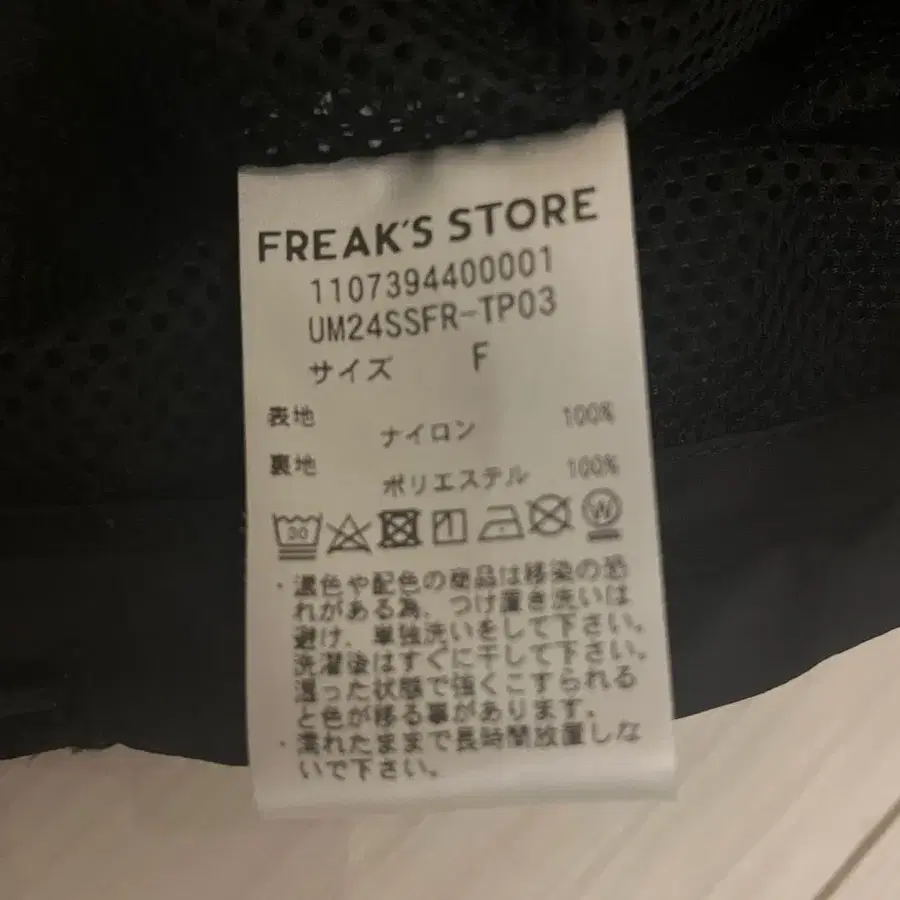 FREAK'S STORE
1107394400001
UM24SSFR-TP03
サイズ F
表地 ナイロン 100%
裏地 ポリエステル 100%
30 W
・濃色や配色の商品は移染の恐
れがある為、つけ置き洗いは
避け、単独洗いをして下さい。
洗濯後はすぐに干して下さい。
湿った状態で強くこすられる
と色が移る事があります。
・濡れたままで長時間放置しな
いで下さい。